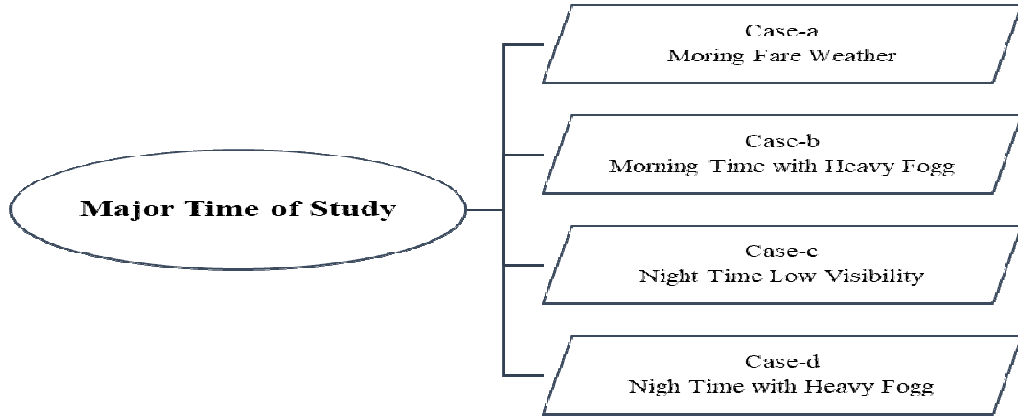 Major Time of Study
Case-a
Moring Fare Weather
Case-b
Morning Time with Heavy Fogg
Case-c
Night Time Low Visibility
Case-d
Nigh Time with Heavy Fogg